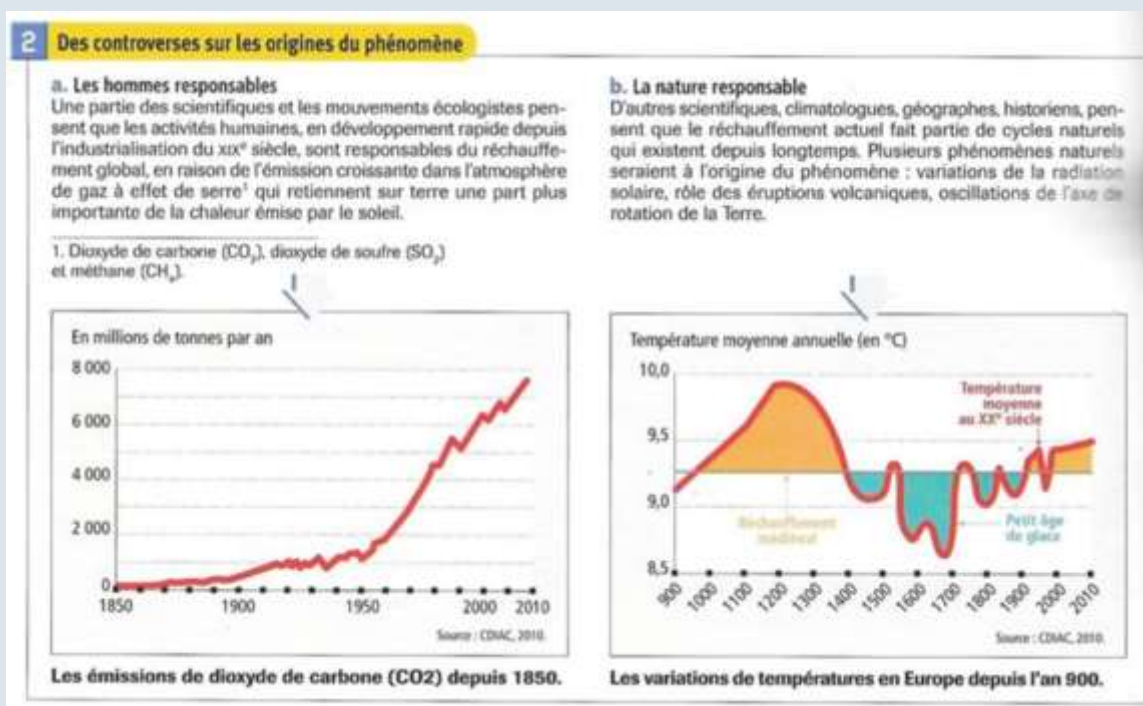 2 Des controverses sur les origines du phénomène
a. Les hommes responsables
Une partie des scientifiques et les mouvements écologistes pen-
sent que les activités humaines, en développement rapide depuis
l'industrialisation du XIXe siècle, sont responsables du réchauffe-
ment global, en raison de l'émission croissante dans l'atmosphère
de gaz à effet de serre¹ qui retiennent sur terre une part plus
importante de la chaleur émise par le soleil.
1. Dioxyde de carbone (CO₂), dioxyde de soufre (SO₂)
et méthane (CH₄).
En millions de tonnes par an
8 000
6 000
4 000
2 000
0
1850 1900 1950 2000 2010
Source : CDIAC, 2010.
Les émissions de dioxyde de carbone (CO2) depuis 1850.
b. La nature responsable
D'autres scientifiques, climatologues, géographes, historiens, pen-
sent que le réchauffement actuel fait partie de cycles naturels
qui existent depuis longtemps. Plusieurs phénomènes naturels
seraient à l'origine du phénomène : variations de la radiation
solaire, rôle des éruptions volcaniques, oscillations de l'axe de
rotation de la Terre.
Température moyenne annuelle (en °C)
10,0
9,5
9,0
8,5
Température
moyenne
au XXe siècle
Réchauffement
médiéval
Petit âge
de glace
900 1000 1100 1200 1300 1400 1500 1600 1700 1800 1900 2000 2010
Source : CDIAC, 2010.
Les variations de températures en Europe depuis l'an 900.